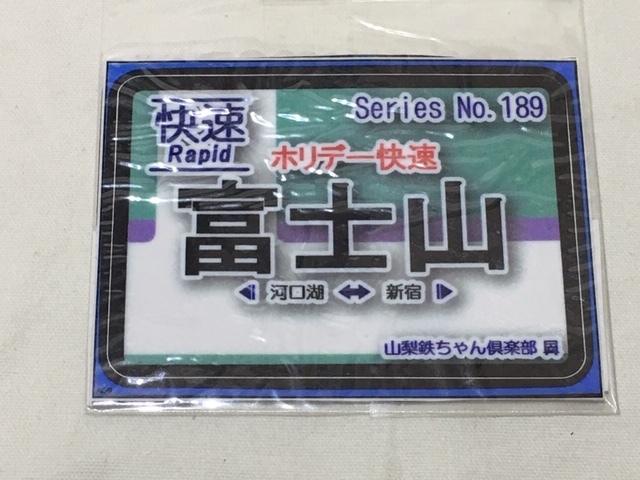 快速
Rapid
Series No.189
ホリデー快速
富士山
河口湖 ⇔ 新宿
山梨鉄ちゃん倶楽部